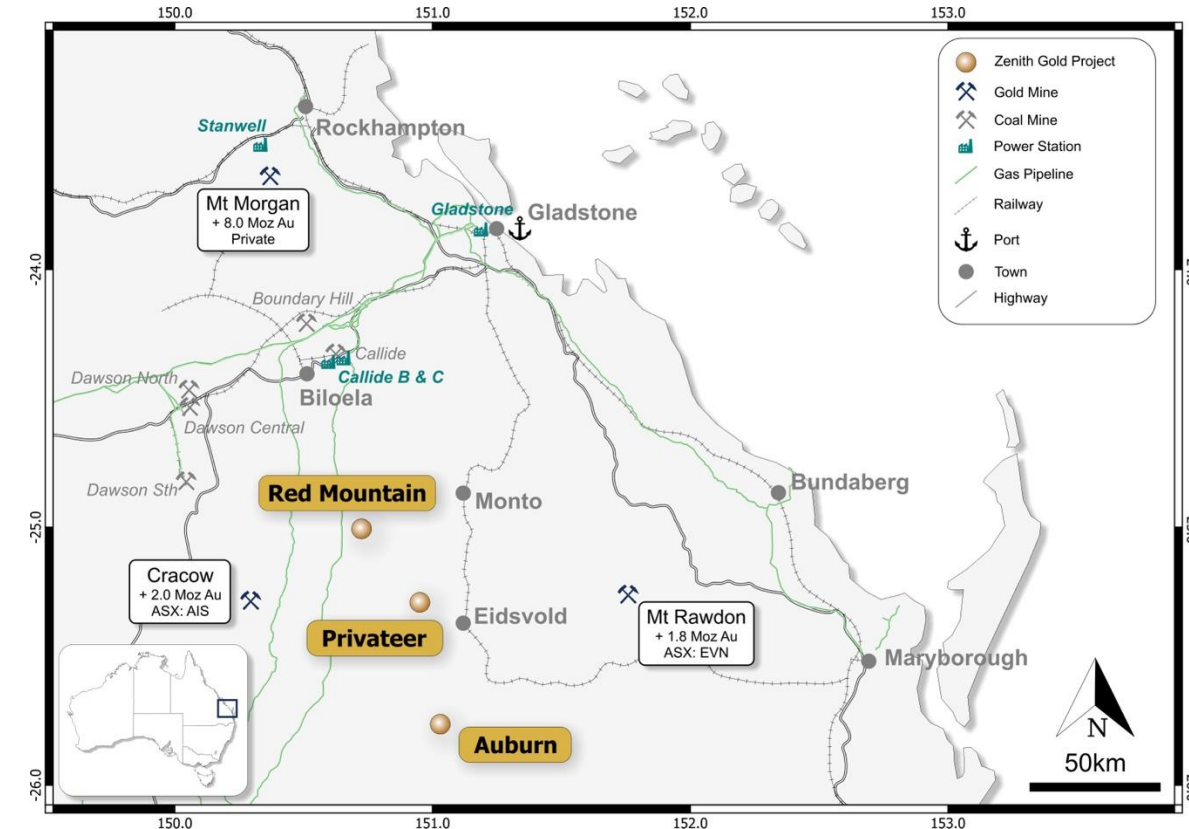 150.0
151.0
152.0
153.0
Zenith Gold Project
Gold Mine
Coal Mine
Power Station
Gas Pipeline
Railway
Port
Town
Highway
Stanwell
Rockhampton
Mt Morgan
+ 8.0 Moz Au
Private
Gladstone
Gladstone
-24.0
Boundary Hill
Callide
Callide B & C
Dawson North
Biloela
Dawson Central
Dawson Sth
Red Mountain
Monto
Bundaberg
-25.0
Cracow
+ 2.0 Moz Au
ASX: AIS
Privateer
Eidsvold
Mt Rawdon
+ 1.8 Moz Au
ASX: EVN
Maryborough
Auburn
N
50km
-26.0
150.0
151.0
152.0
153.0